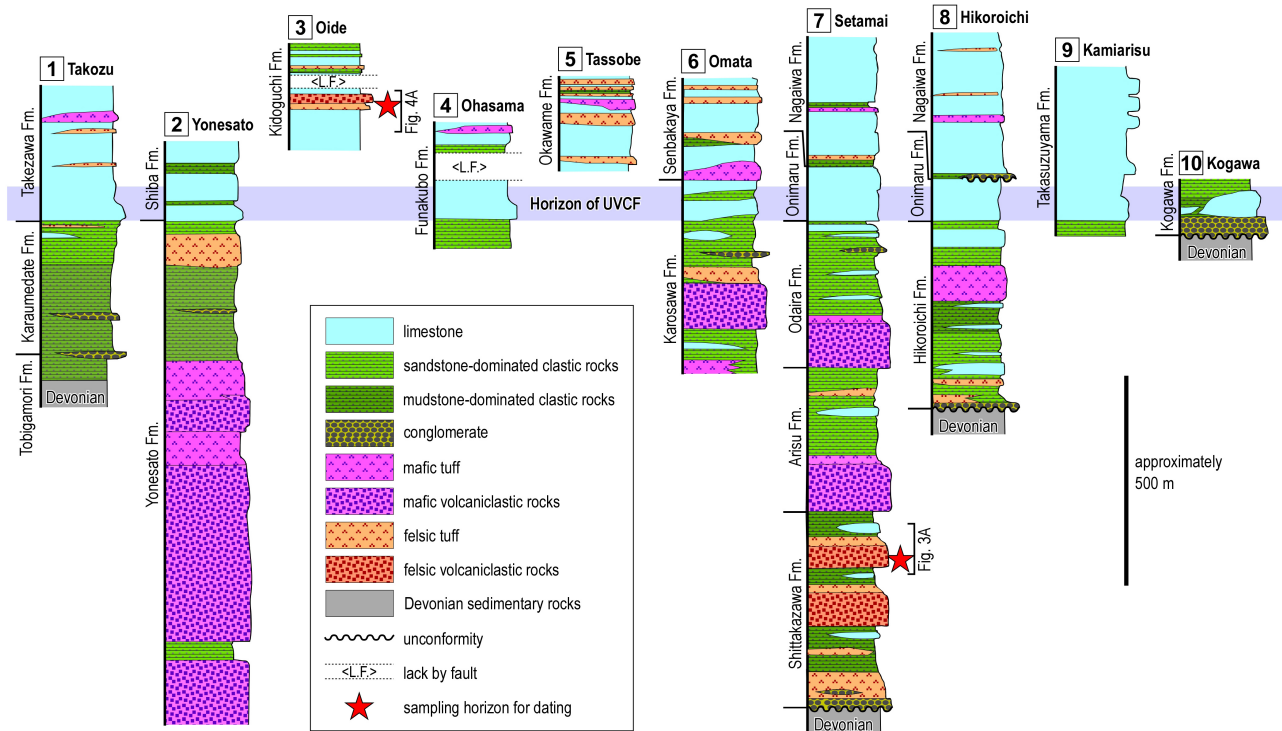 1 Takozu
Takezawa Fm.
Karaumedate Fm.
Tobigamori Fm.
Devonian
2 Yonesato
Shiba Fm.
Yonesato Fm.
3 Oide
Kidoguchi Fm.
<L.F.>
Fig. 4A
4 Ohasama
Funakubo Fm.
<L.F.>
5 Tassobe
Okawame Fm.
Horizon of UVCF
6 Omata
Senbakaya Fm.
Karosawa Fm.
7 Setamai
Nagaiwa Fm.
Onimaru Fm.
Odaira Fm.
Arisu Fm.
Shittakazawa Fm.
Fig. 3A
Devonian
8 Hikoroichi
Nagaiwa Fm.
Onimaru Fm.
Hikoroichi Fm.
Devonian
9 Kamiarisu
Takasuzuyama Fm.
10 Kogawa
Kogawa Fm.
Devonian
limestone
sandstone-dominated clastic rocks
mudstone-dominated clastic rocks
conglomerate
mafic tuff
mafic volcaniclastic rocks
felsic tuff
felsic volcaniclastic rocks
Devonian sedimentary rocks
unconformity
<L.F.> lack by fault
sampling horizon for dating
approximately
500 m